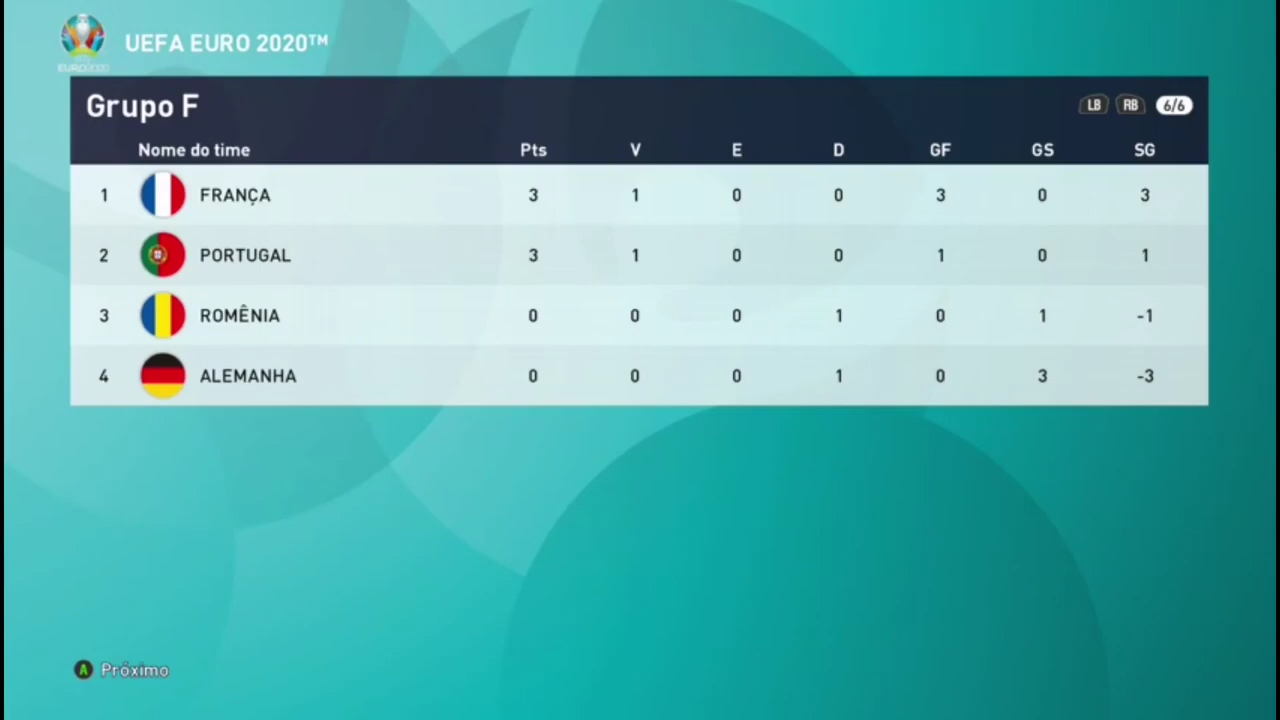 UEFA EURO 2020™
EURO2020
Grupo F
LB RB 6/6
Nome do time Pts V E D GF GS SG
1 FRANÇA 3 1 0 0 3 0 3
2 PORTUGAL 3 1 0 0 1 0 1
3 ROMÊNIA 0 0 0 1 0 1 -1
4 ALEMANHA 0 0 0 1 0 3 -3
A Próximo